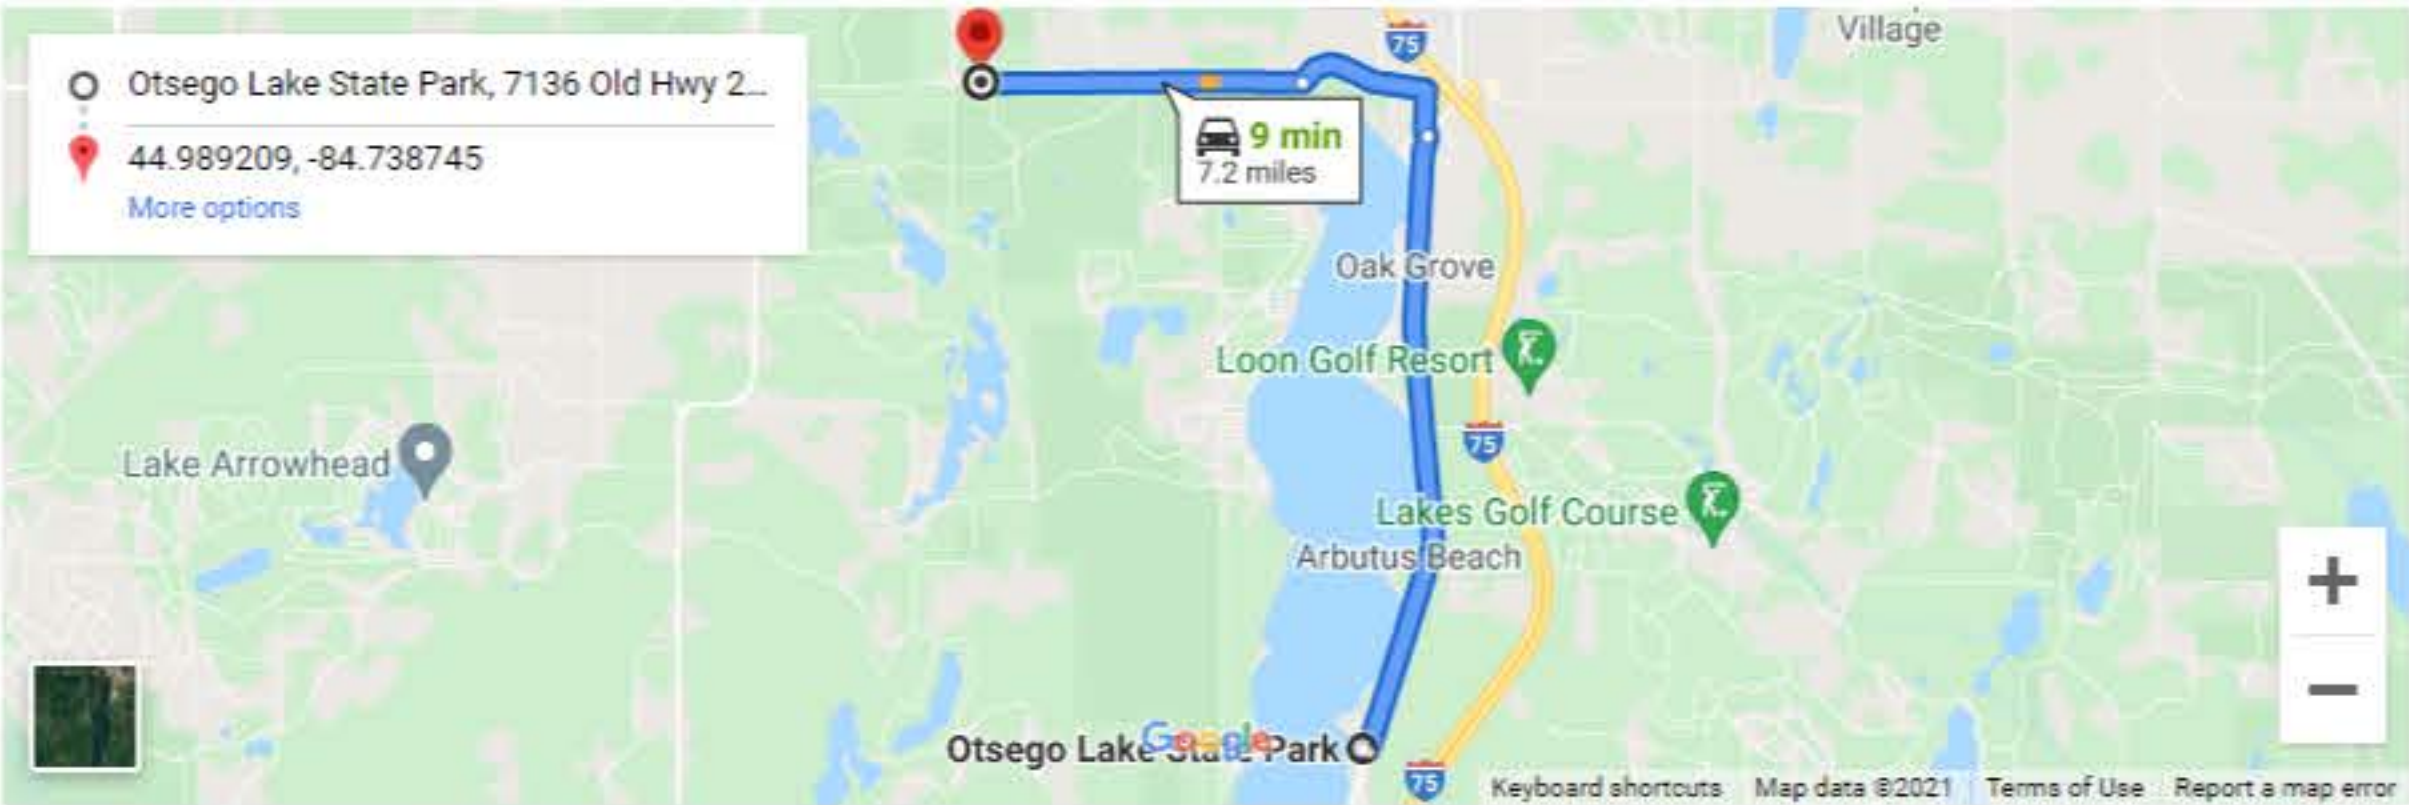 Otsego Lake State Park, 7136 Old Hwy 2...
44.989209, -84.738745
More options
75
Village
9 min
7.2 miles
Oak Grove
Loon Golf Resort
75
Lake Arrowhead
Lakes Golf Course
Arbutus Beach
Otsego Lake State Park
Google
75
Keyboard shortcuts Map data ©2021 Terms of Use Report a map error